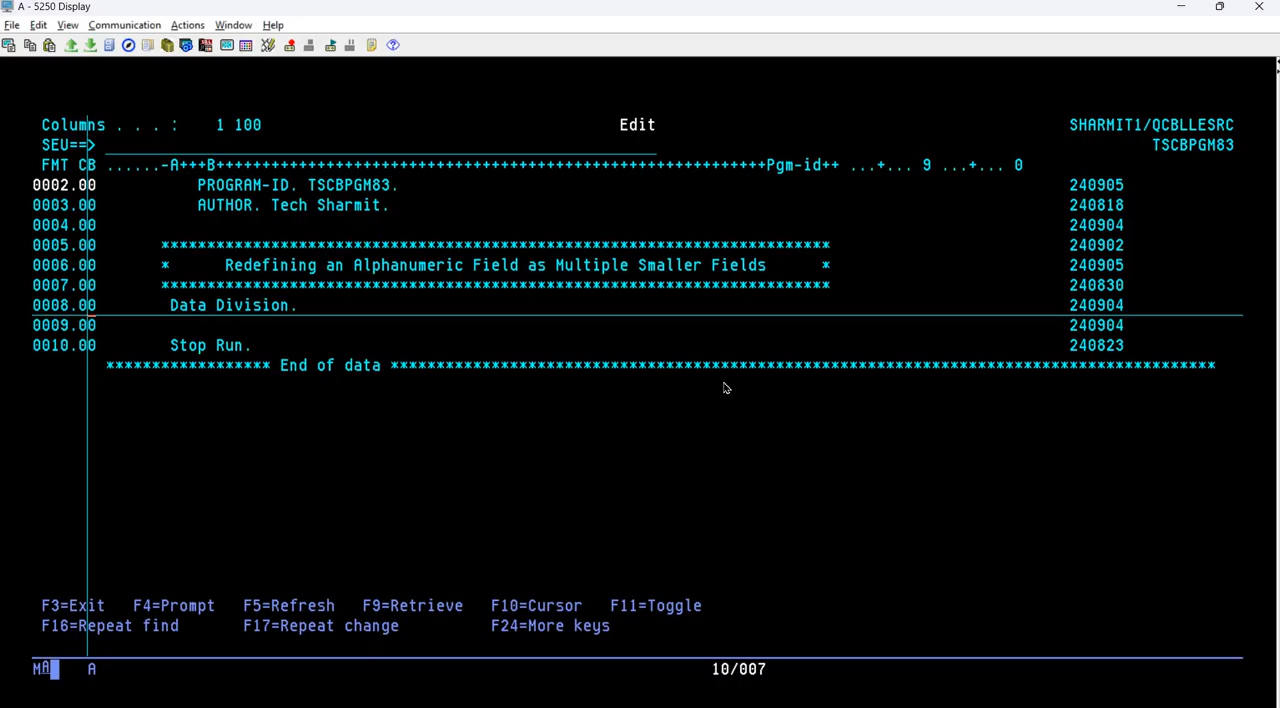 A - 5250 Display
File Edit View Communication Actions Window Help
Columns . . . : 1 100 Edit SHARMIT1/QCBLLESRC
SEU==> TSCBPGM83
FMT CB ......-A+++B+++++++++++++++++++++++++++++++++++++++++++++++++++++++++++++Pgm-id++ ...+... 9 ...+... 0
0002.00 PROGRAM-ID. TSCBPGM83. 240905
0003.00 AUTHOR. Tech Sharmit. 240818
0004.00 240904
0005.00 ************************************************************************* 240902
0006.00 * Redefining an Alphanumeric Field as Multiple Smaller Fields * 240905
0007.00 ************************************************************************* 240830
0008.00 Data Division. 240904
0009.00 240904
0010.00 Stop Run. 240823
****************** End of data ******************************************************************************************
F3=Exit F4=Prompt F5=Refresh F9=Retrieve F10=Cursor F11=Toggle
F16=Repeat find F17=Repeat change F24=More keys
MA A 10/007